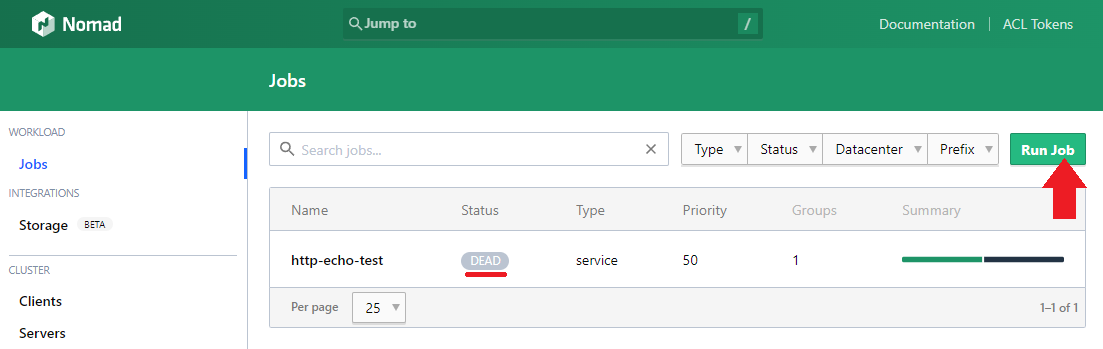 Nomad
Jump to
/
Documentation
ACL Tokens
Jobs
WORKLOAD
Jobs
INTEGRATIONS
Storage BETA
CLUSTER
Clients
Servers
Search jobs...
Type Status Datacenter Prefix Run Job
Name Status Type Priority Groups Summary
http-echo-test DEAD service 50 1
Per page 25 1–1 of 1